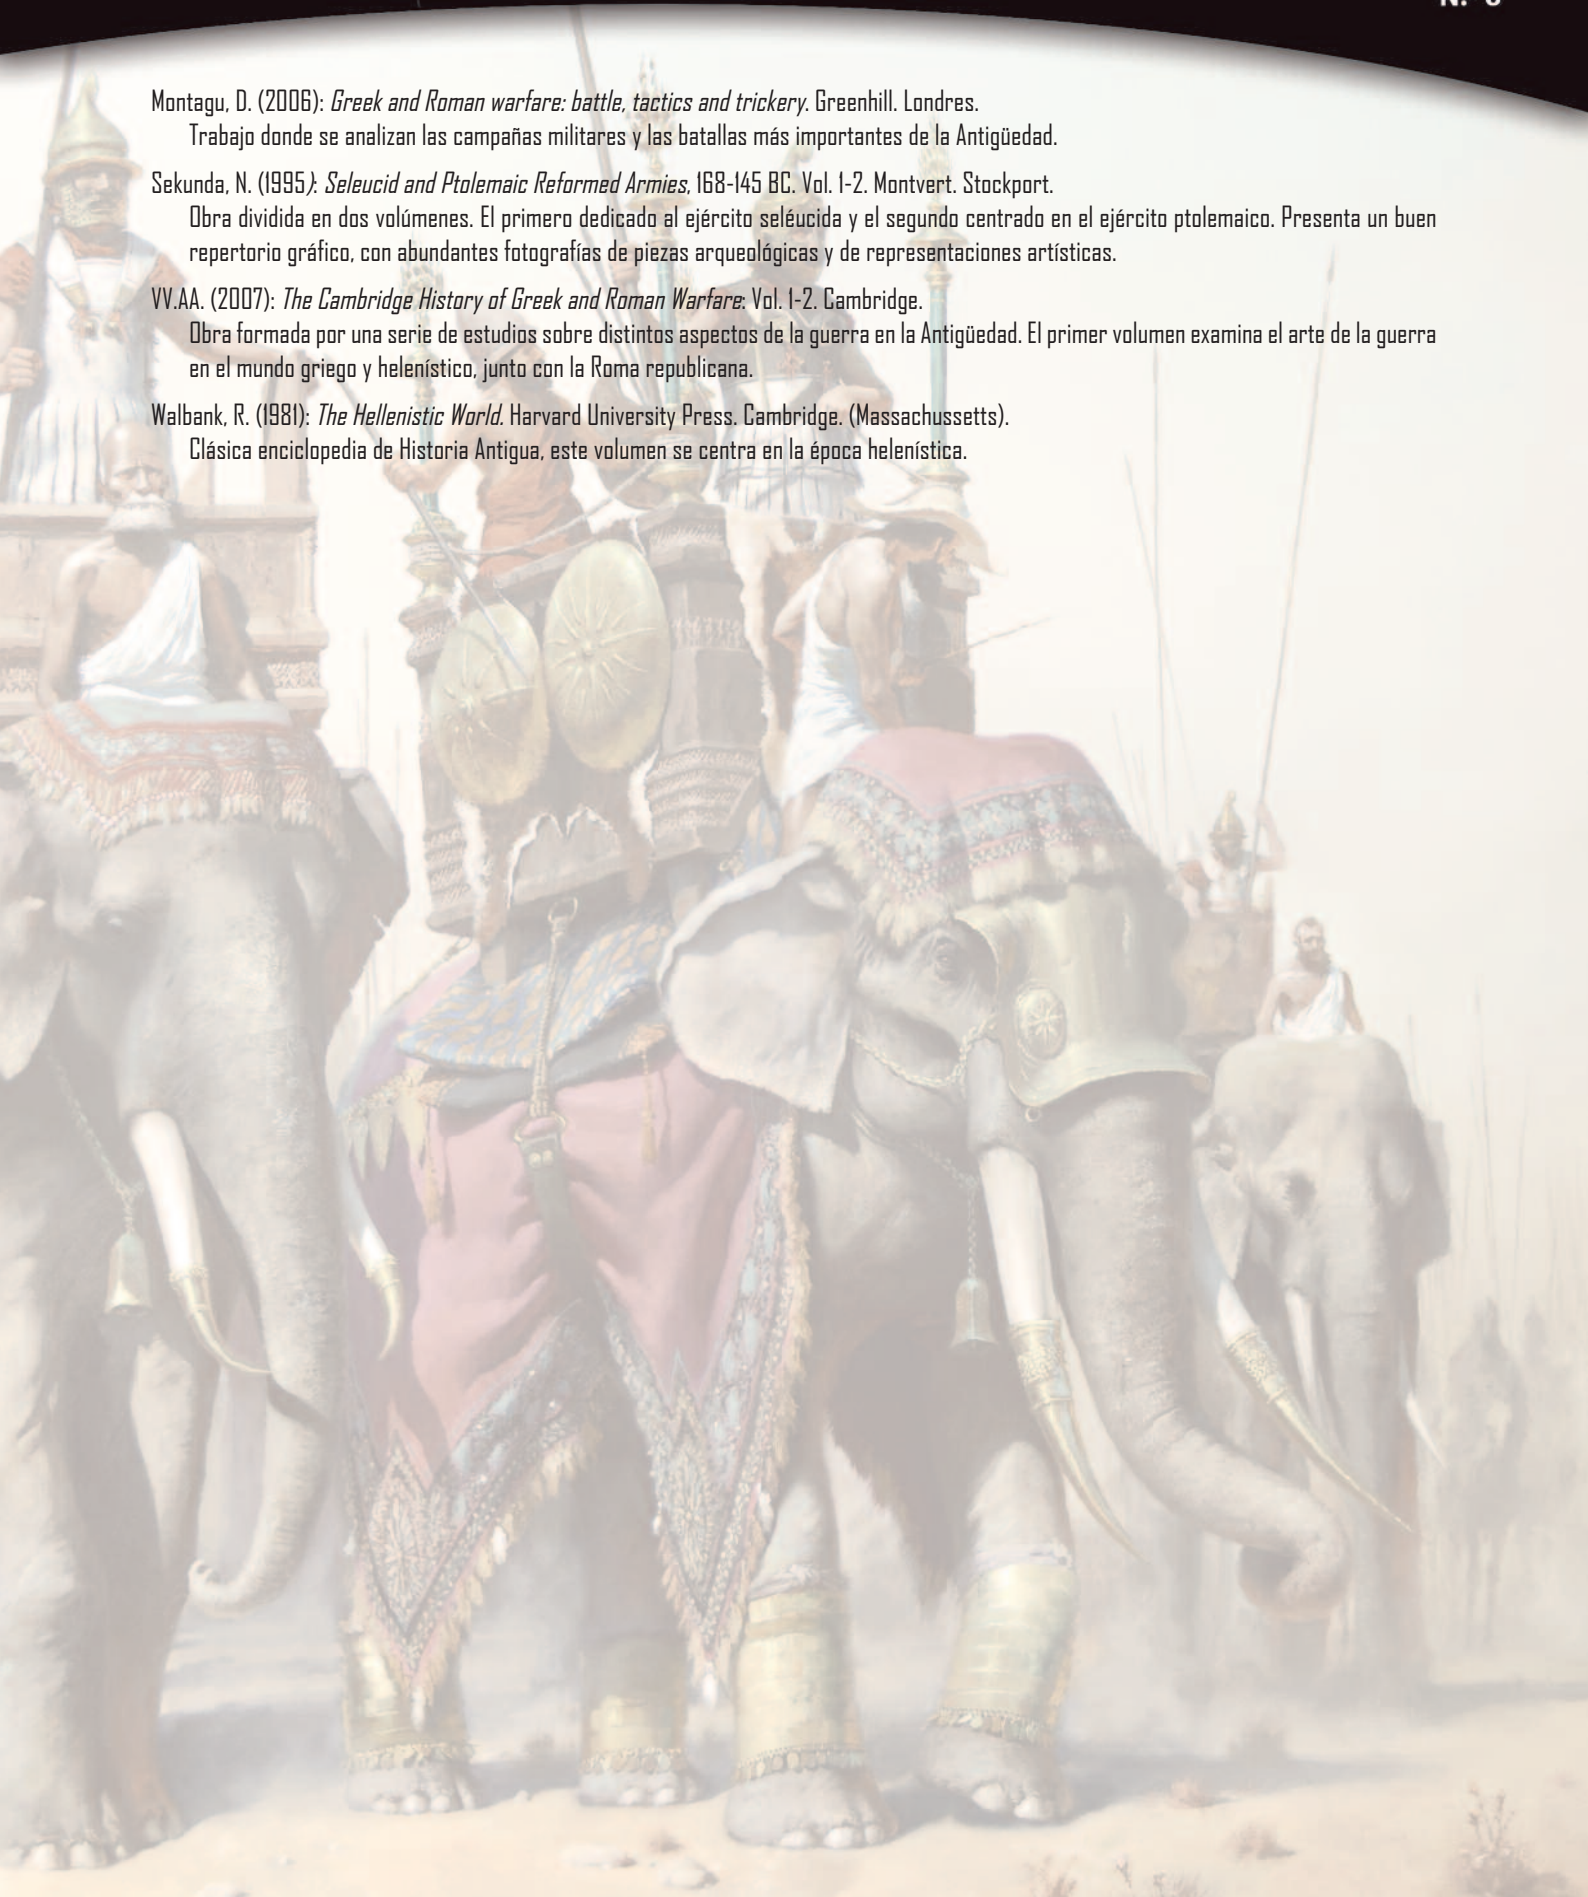 Montagu, D. (2006): Greek and Roman warfare: battle, tactics and trickery. Greenhill. Londres.
Trabajo donde se analizan las campañas militares y las batallas más importantes de la Antigüedad.
Sekunda, N. (1995): Seleucid and Ptolemaic Reformed Armies, 168-145 BC. Vol. 1-2. Montvert. Stockport.
Obra dividida en dos volúmenes. El primero dedicado al ejército seléucida y el segundo centrado en el ejército ptolemaico. Presenta un buen
repertorio gráfico, con abundantes fotografías de piezas arqueológicas y de representaciones artísticas.
VV.AA. (2007): The Cambridge History of Greek and Roman Warfare: Vol. 1-2. Cambridge.
Obra formada por una serie de estudios sobre distintos aspectos de la guerra en la Antigüedad. El primer volumen examina el arte de la guerra
en el mundo griego y helenístico, junto con la Roma republicana.
Walbank, R. (1981): The Hellenistic World. Harvard University Press. Cambridge. (Massachussetts).
Clásica enciclopedia de Historia Antigua, este volumen se centra en la época helenística.